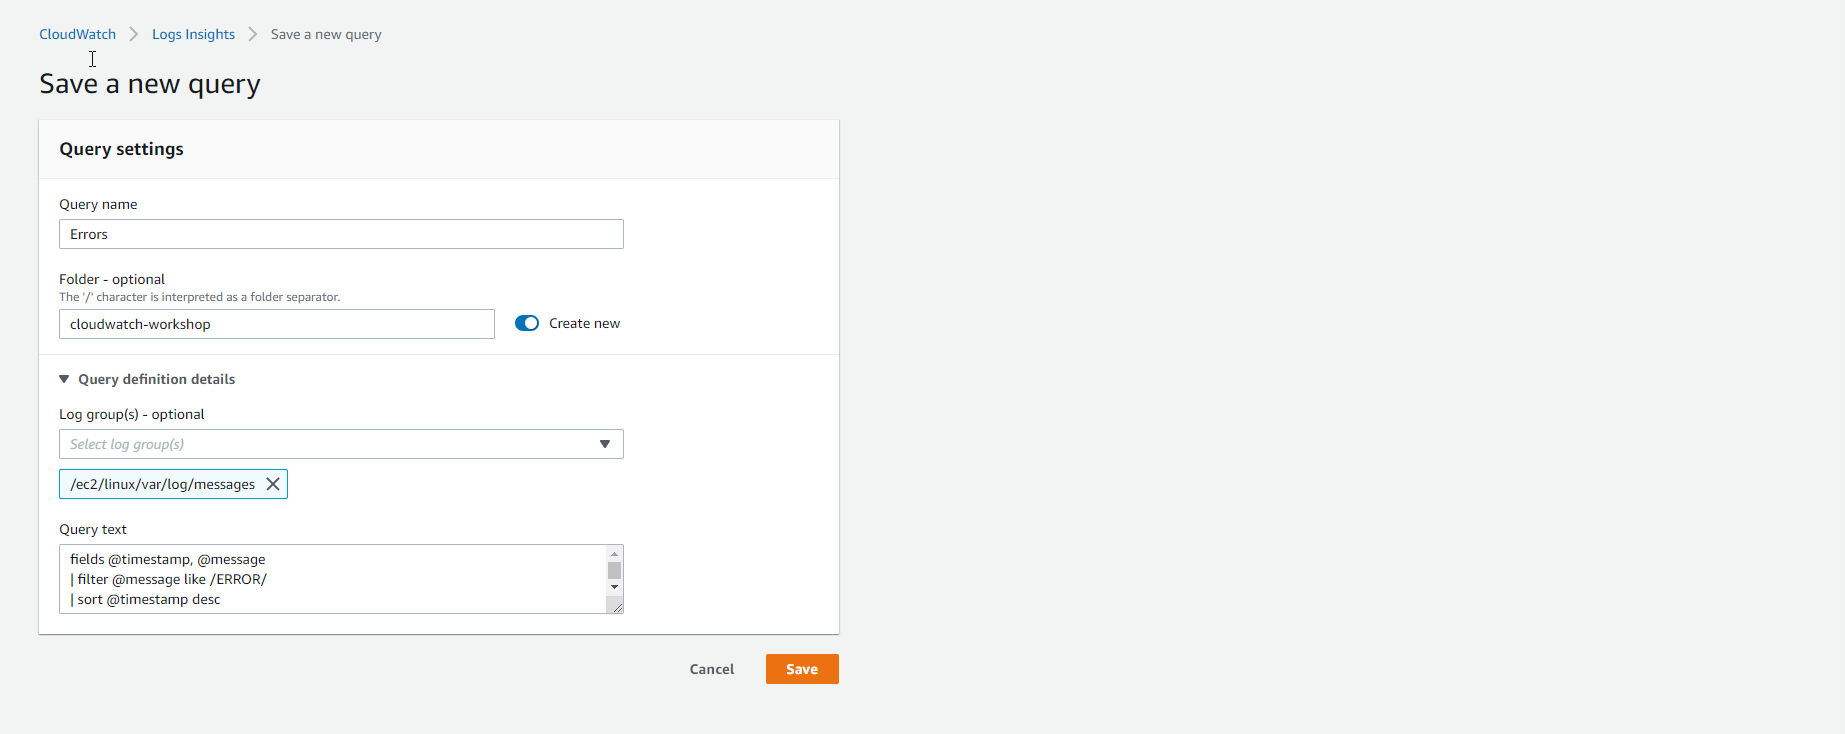 CloudWatch > Logs Insights > Save a new query
Save a new query
Query settings
Query name
Errors
Folder - optional
The '/' character is interpreted as a folder separator.
cloudwatch-workshop
Create new
Query definition details
Log group(s) - optional
Select log group(s)
/ec2/linux/var/log/messages
Query text
fields @timestamp, @message
| filter @message like /ERROR/
| sort @timestamp desc
Cancel
Save